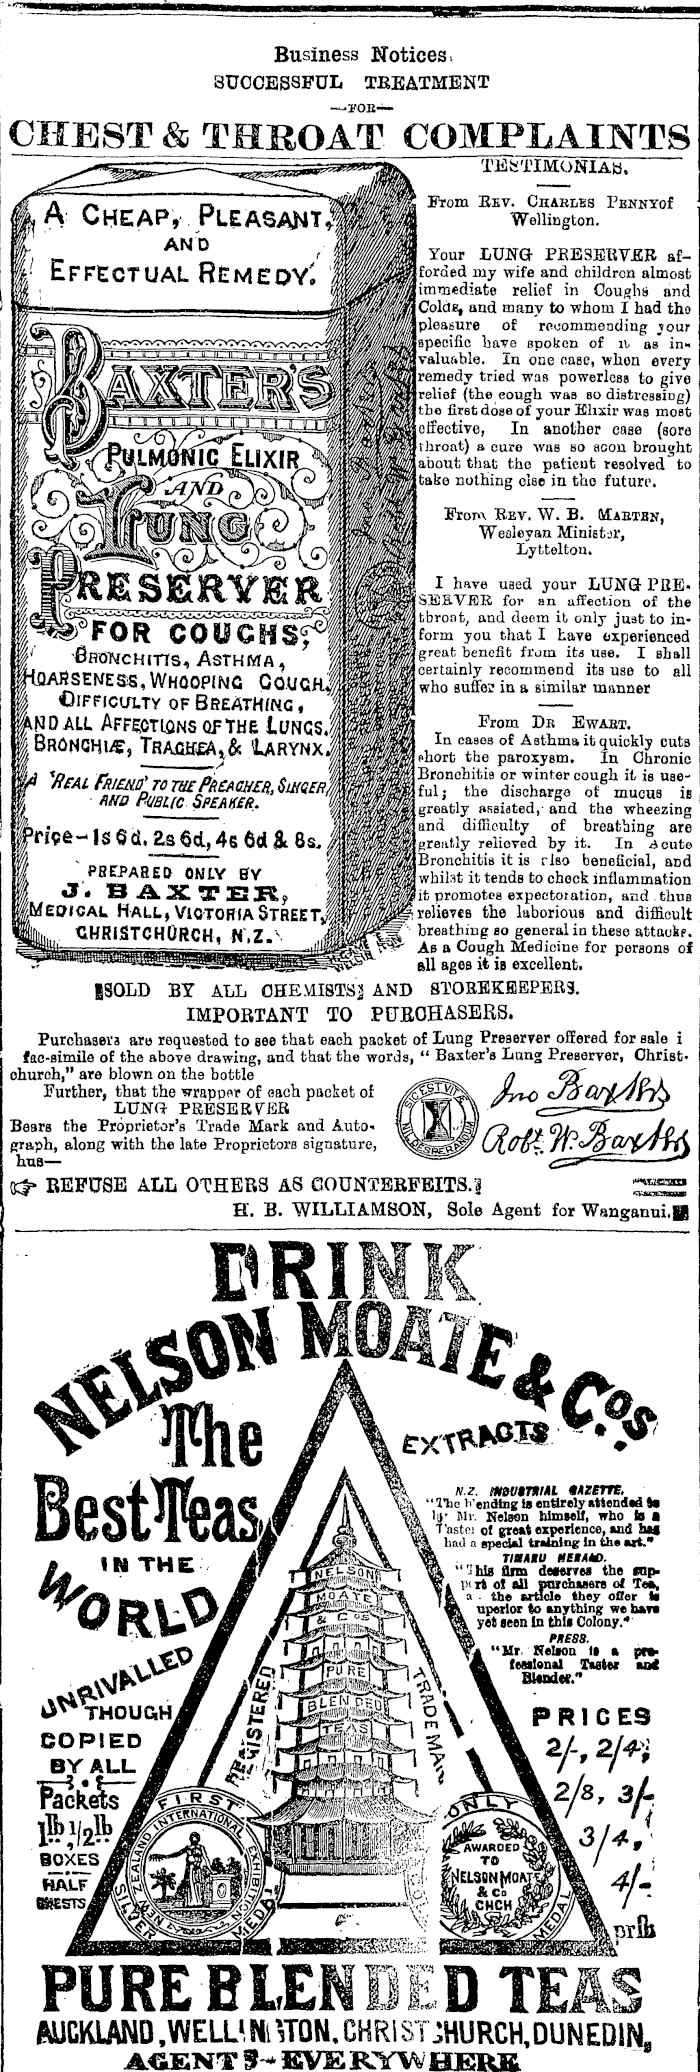 Business Notices.
SUCCESSFUL TREATMENT
—FOR—
CHEST & THROAT COMPLAINTS
A CHEAP, PLEASANT,
AND
EFFECTUAL REMEDY.
BAXTER'S
PULMONIC ELIXIR
AND
LUNG
PRESERVER
FOR COUGHS,
BRONCHITIS, ASTHMA,
HOARSENESS, WHOOPING COUGH.
DIFFICULTY OF BREATHING,
AND ALL AFFECTIONS OF THE LUNGS.
BRONCHIÆ, TRACHEA, & LARYNX.
A 'REAL FRIEND' TO THE PREACHER, SINGER,
AND PUBLIC SPEAKER.
Price—1s 6d. 2s 6d, 4s 6d & 8s.
PREPARED ONLY BY
J. BAXTER,
MEDICAL HALL, VICTORIA STREET,
CHRISTCHURCH, N.Z.
TESTIMONIAS.
From REV. CHARLES PENNYof
Wellington.
Your LUNG PRESERVER af-
forded my wife and children almost
immediate relief in Coughs and
Colds, and many to whom I had the
pleasure of recommending your
specific have spoken of it as in-
valuable. In one case, when every
remedy tried was powerless to give
relief (the cough was so distressing)
the first dose of your Elixir was most
effective, In another case (sore
throat) a cure was so soon brought
about that the patient resolved to
take nothing else in the future.
From REV. W. B. MARTEN,
Wesleyan Minister,
Lyttelton.
I have used your LUNG PRE-
SERVER for an affection of the
throat, and deem it only just to in-
form you that I have experienced
great benefit from its use. I shall
certainly recommend its use to all
who suffer in a similar manner
From DR EWART.
In cases of Asthma it quickly cuts
short the paroxysm. In Chronic
Bronchitis or winter cough it is use-
ful; the discharge of mucus is
greatly assisted, and the wheezing
and difficulty of breathing are
greatly relieved by it. In Acute
Bronchitis it is also beneficial, and
whilst it tends to check inflammation
it promotes expectoration, and thus
relieves the laborious and difficult
breathing so general in these attacks.
As a Cough Medicine for persons of
all ages it is excellent.
SOLD BY ALL CHEMISTS AND STOREKEEPERS.
IMPORTANT TO PURCHASERS.
Purchasers are requested to see that each packet of Lung Preserver offered for sale i
fac-simile of the above drawing, and that the words, " Baxter's Lung Preserver, Christ-
church," are blown on the bottle
Further, that the wrapper of each packet of
LUNG PRESERVER
Bears the Proprietor's Trade Mark and Auto-
graph, along with the late Proprietors signature,
hus—
SIC EST VITÆ
NIL DESPERANDUM
Jno Baxter
Robt. W. Baxter
☞ REFUSE ALL OTHERS AS COUNTERFEITS.
H. B. WILLIAMSON, Sole Agent for Wanganui.
DRINK
NELSON MOATE & Cos.
The
Best Teas
IN THE
WORLD
UNRIVALLED
THOUGH
COPIED
BY ALL
Packets
1lb ½lb
BOXES
HALF
CHESTS
EXTRACTS
N.Z. INDUSTRIAL GAZETTE.
"The blending is entirely attended to
by Mr. Nelson himself, who is a
Taster of great experience, and has
had a special training in the art."
TIMARU HERALD.
"This firm deserves the sup-
port of all purchasers of Tea,
as the article they offer is
uperior to anything we have
yet seen in this Colony."
PRESS.
"Mr. Nelson is a pro-
fessional Taster and
Blender."
PRICES
2/-, 2/4,
2/8, 3/-
3/4,
4/-
pr lb
NELSON
MOATE
& Cos
PURE
BLENDED
TEAS
REGISTERED
TRADE MARK
FIRST
NEW ZEALAND INTERNATIONAL EXHIBITION
SILVER MEDAL
ONLY
AWARDED
TO
NELSON MOATE
& Co
CHCH
MEDAL
PURE BLENDED TEAS
AUCKLAND, WELLINGTON, CHRISTCHURCH, DUNEDIN,
AGENTS—EVERYWHERE